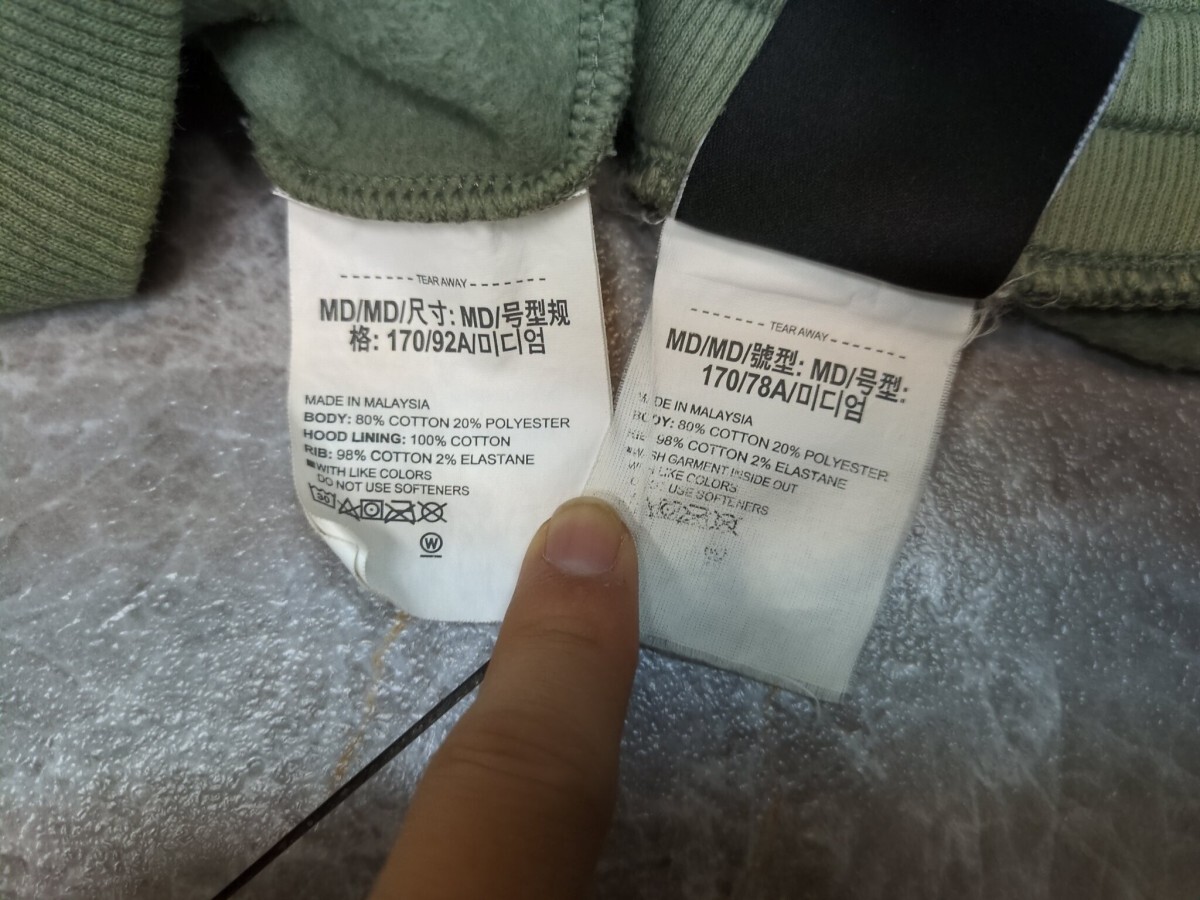 ------- TEAR AWAY -------
MD/MD/尺寸: MD/号型规
格: 170/92A/미디엄
MADE IN MALAYSIA
BODY: 80% COTTON 20% POLYESTER
HOOD LINING: 100% COTTON
RIB: 98% COTTON 2% ELASTANE
■WITH LIKE COLORS
DO NOT USE SOFTENERS
30
W
------- TEAR AWAY -------
MD/MD/號型: MD/号型:
170/78A/미디엄
MADE IN MALAYSIA
BODY: 80% COTTON 20% POLYESTER
98% COTTON 2% ELASTANE
GARMENT INSIDE OUT
LIKE COLORS
USE SOFTENERS
W